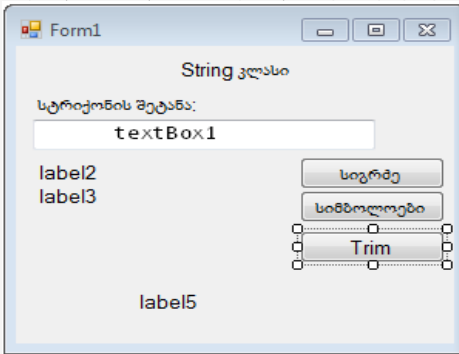 Form1
String კლასი
სტრიქონის შეტანა:
textBox1
label2
სიგრძე
label3
სიმბოლოები
Trim
label5